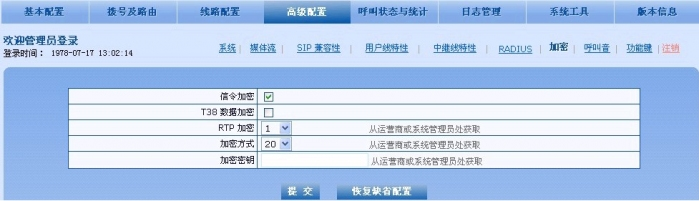 基本配置 拨号及路由 线路配置 高级配置 呼叫状态与统计 日志管理 系统工具 版本信息
欢迎管理员登录
登录时间： 1978-07-17 13:02:14
系统 | 媒体流 | SIP 兼容性 | 用户线特性 | 中继线特性 | RADIUS | 加密 | 呼叫音 | 功能键 | 注销
信令加密
T38 数据加密
RTP 加密 1 从运营商或系统管理员处获取
加密方式 20 从运营商或系统管理员处获取
加密密钥 从运营商或系统管理员处获取
提 交 恢复缺省配置